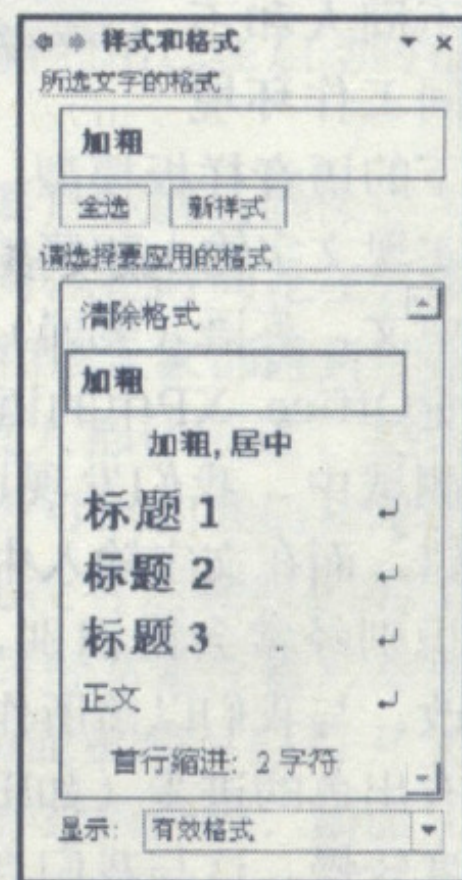 样式和格式
所选文字的格式
加粗
全选 新样式
请选择要应用的格式
清除格式
加粗
加粗, 居中
标题 1
标题 2
标题 3
正文
首行缩进: 2 字符
显示: 有效格式